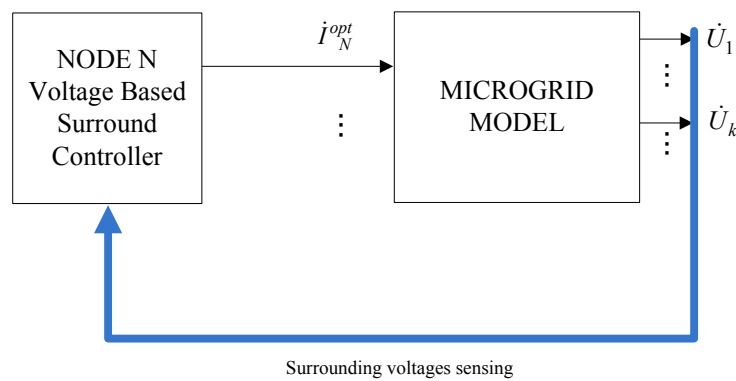 NODE N
Voltage Based
Surround
Controller
İ_N^opt
⋮
MICROGRID
MODEL
U̇_1
⋮
U̇_k
⋮
Surrounding voltages sensing